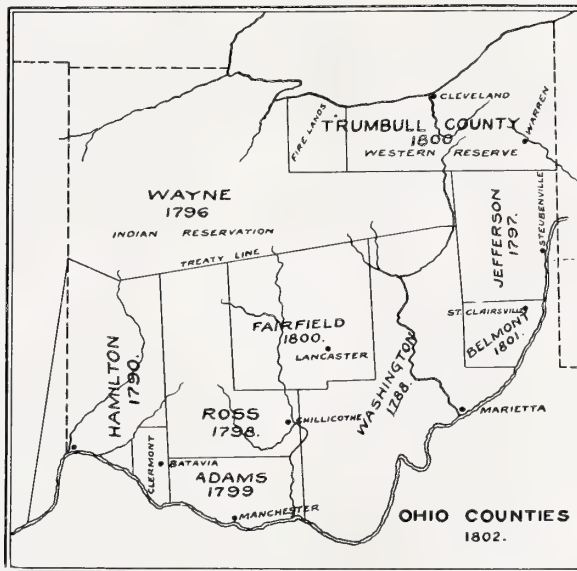 CLEVELAND
WARREN
FIRE LANDS
TRUMBULL COUNTY
1800
WESTERN RESERVE
WAYNE
1796
INDIAN RESERVATION
TREATY LINE
JEFFERSON
1797.
STEUBENVILLE
ST. CLAIRSVILLE
BELMONT
1801.
FAIRFIELD
1800.
LANCASTER
HAMILTON
1790.
WASHINGTON
1788.
ROSS
1798.
CHILLICOTHE
MARIETTA
CLERMONT
BATAVIA
ADAMS
1799
MANCHESTER
OHIO COUNTIES
1802.